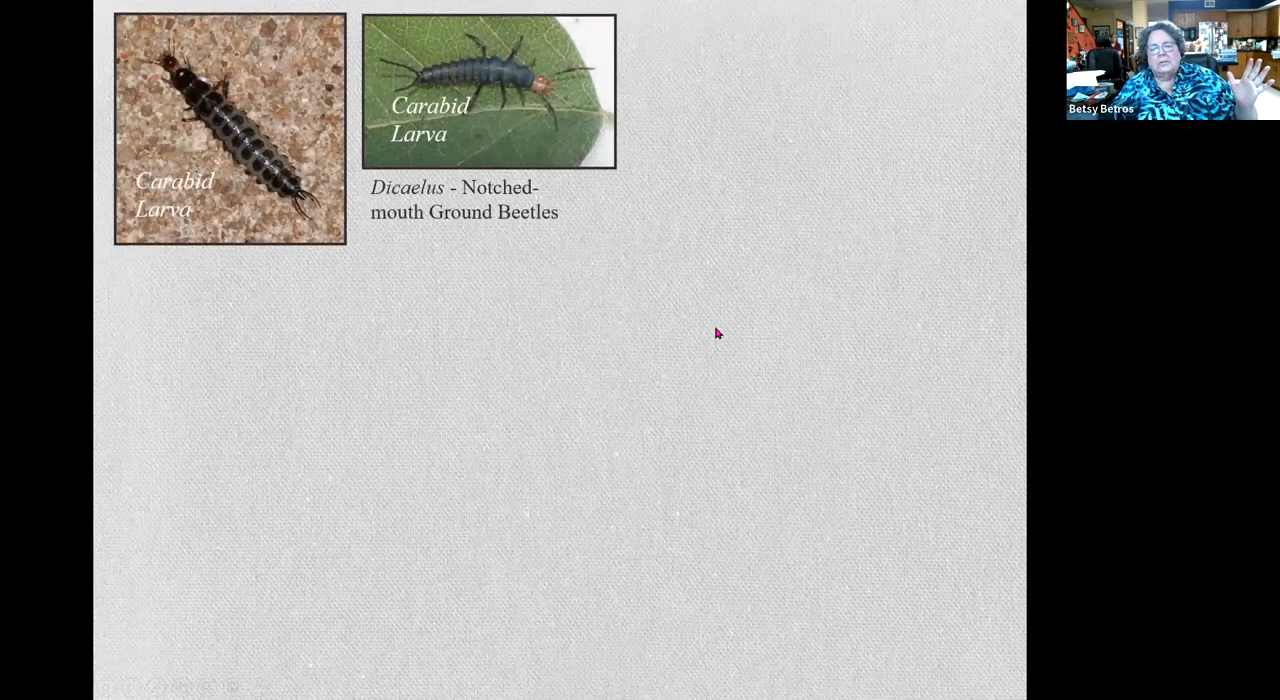 Carabid
Larva
Carabid
Larva
Dicaelus - Notched-
mouth Ground Beetles
Betsy Betros